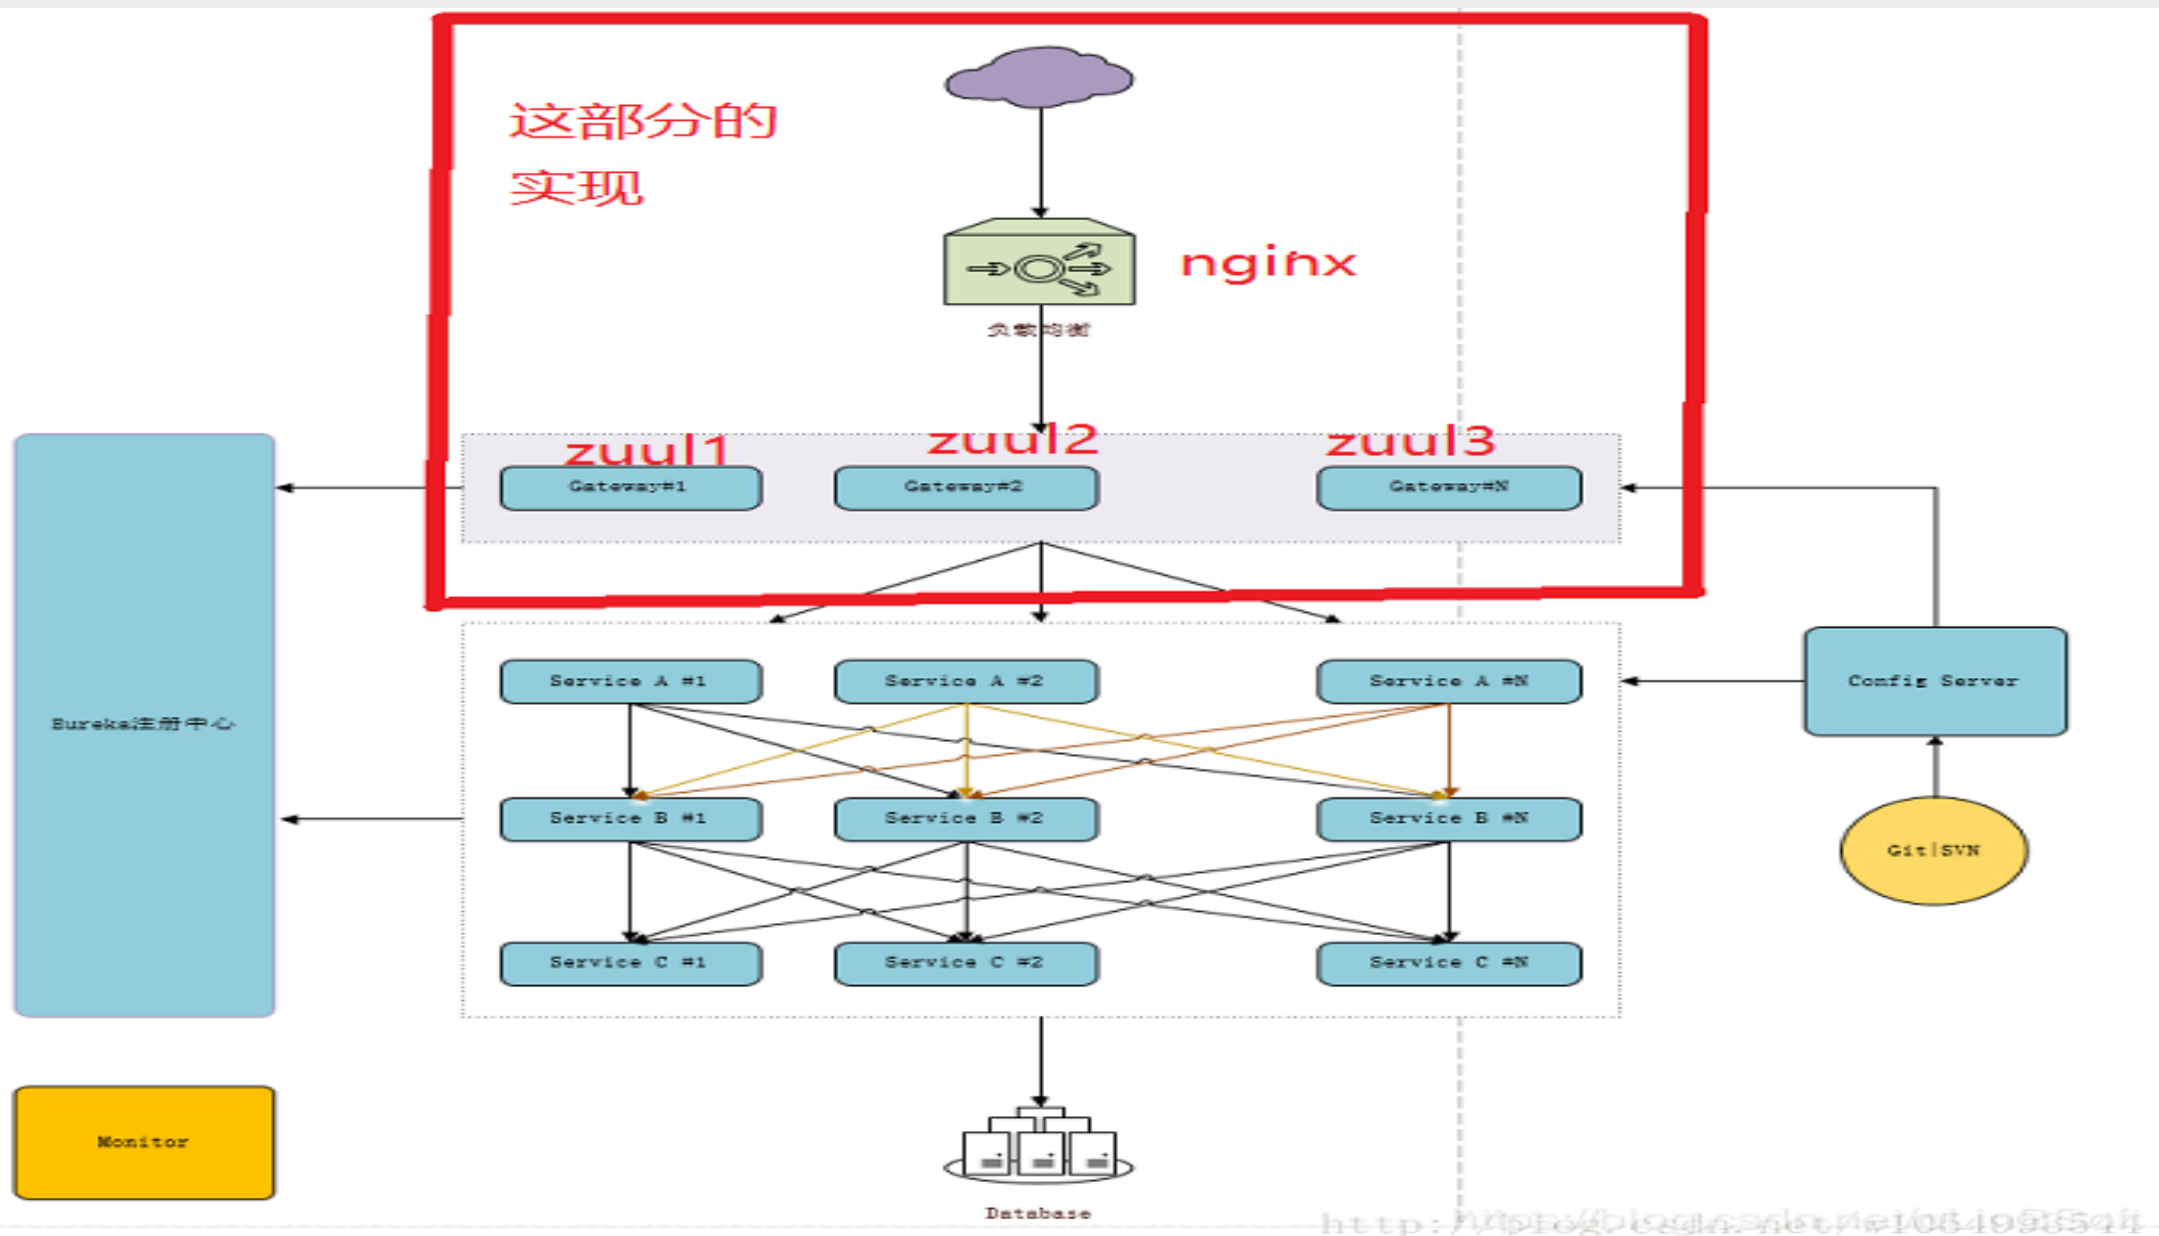 这部分的
实现
nginx
负载均衡
zuul1
zuul2
zuul3
Gateway#1
Gateway#2
Gateway#N
Service A #1
Service A #2
Service A #N
Config Server
Eureka注册中心
Service B #1
Service B #2
Service B #N
Git|SVN
Service C #1
Service C #2
Service C #N
Monitor
Database